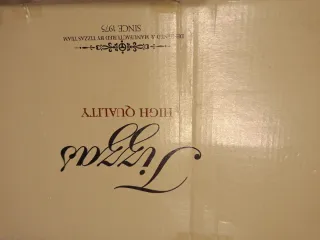 Tizzas
HIGH QUALITY
DESIGNED & MANUFACTURED BY TIZZAS TEAM
SINCE 1975